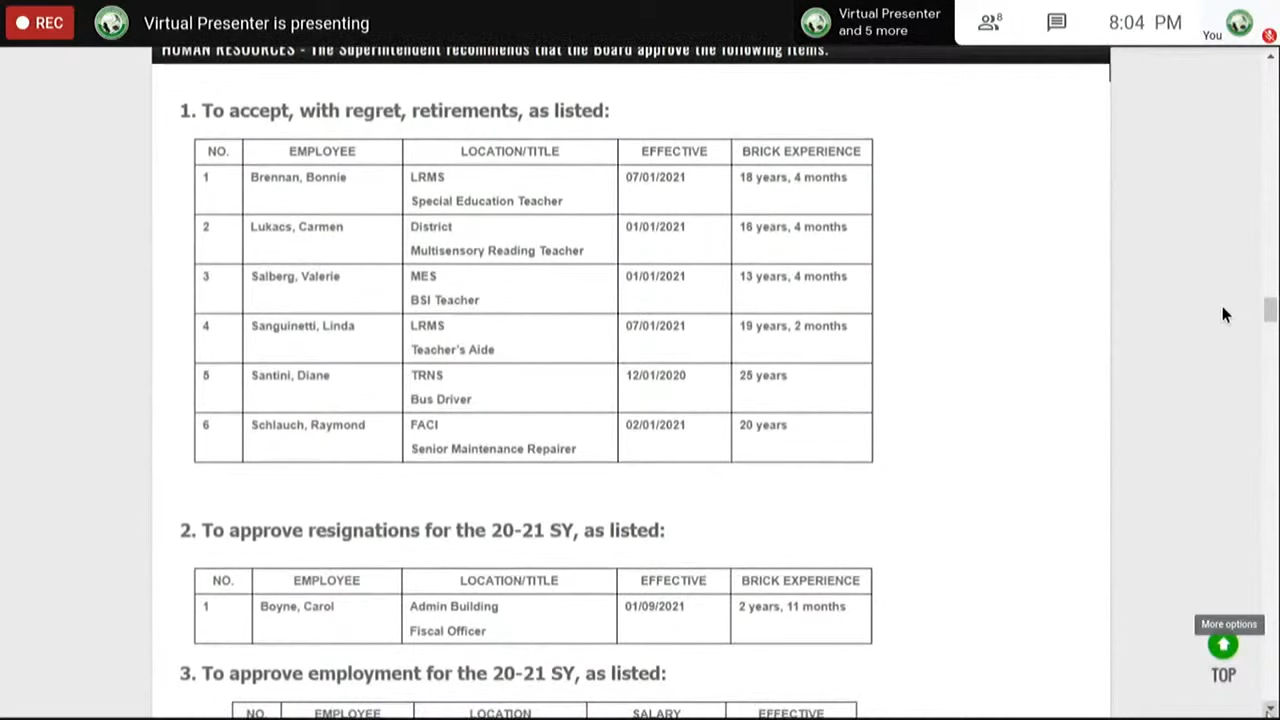 REC
Virtual Presenter is presenting
Virtual Presenter
and 5 more
8
8:04 PM
You
HUMAN RESOURCES - The Superintendent recommends that the Board approve the following items.
1. To accept, with regret, retirements, as listed:
NO. EMPLOYEE LOCATION/TITLE EFFECTIVE BRICK EXPERIENCE
1 Brennan, Bonnie LRMS 07/01/2021 18 years, 4 months
Special Education Teacher
2 Lukacs, Carmen District 01/01/2021 16 years, 4 months
Multisensory Reading Teacher
3 Salberg, Valerie MES 01/01/2021 13 years, 4 months
BSI Teacher
4 Sanguinetti, Linda LRMS 07/01/2021 19 years, 2 months
Teacher's Aide
5 Santini, Diane TRNS 12/01/2020 25 years
Bus Driver
6 Schlauch, Raymond FACI 02/01/2021 20 years
Senior Maintenance Repairer
2. To approve resignations for the 20-21 SY, as listed:
NO. EMPLOYEE LOCATION/TITLE EFFECTIVE BRICK EXPERIENCE
1 Boyne, Carol Admin Building 01/09/2021 2 years, 11 months
Fiscal Officer
More options
TOP
3. To approve employment for the 20-21 SY, as listed:
NO. EMPLOYEE LOCATION SALARY EFFECTIVE